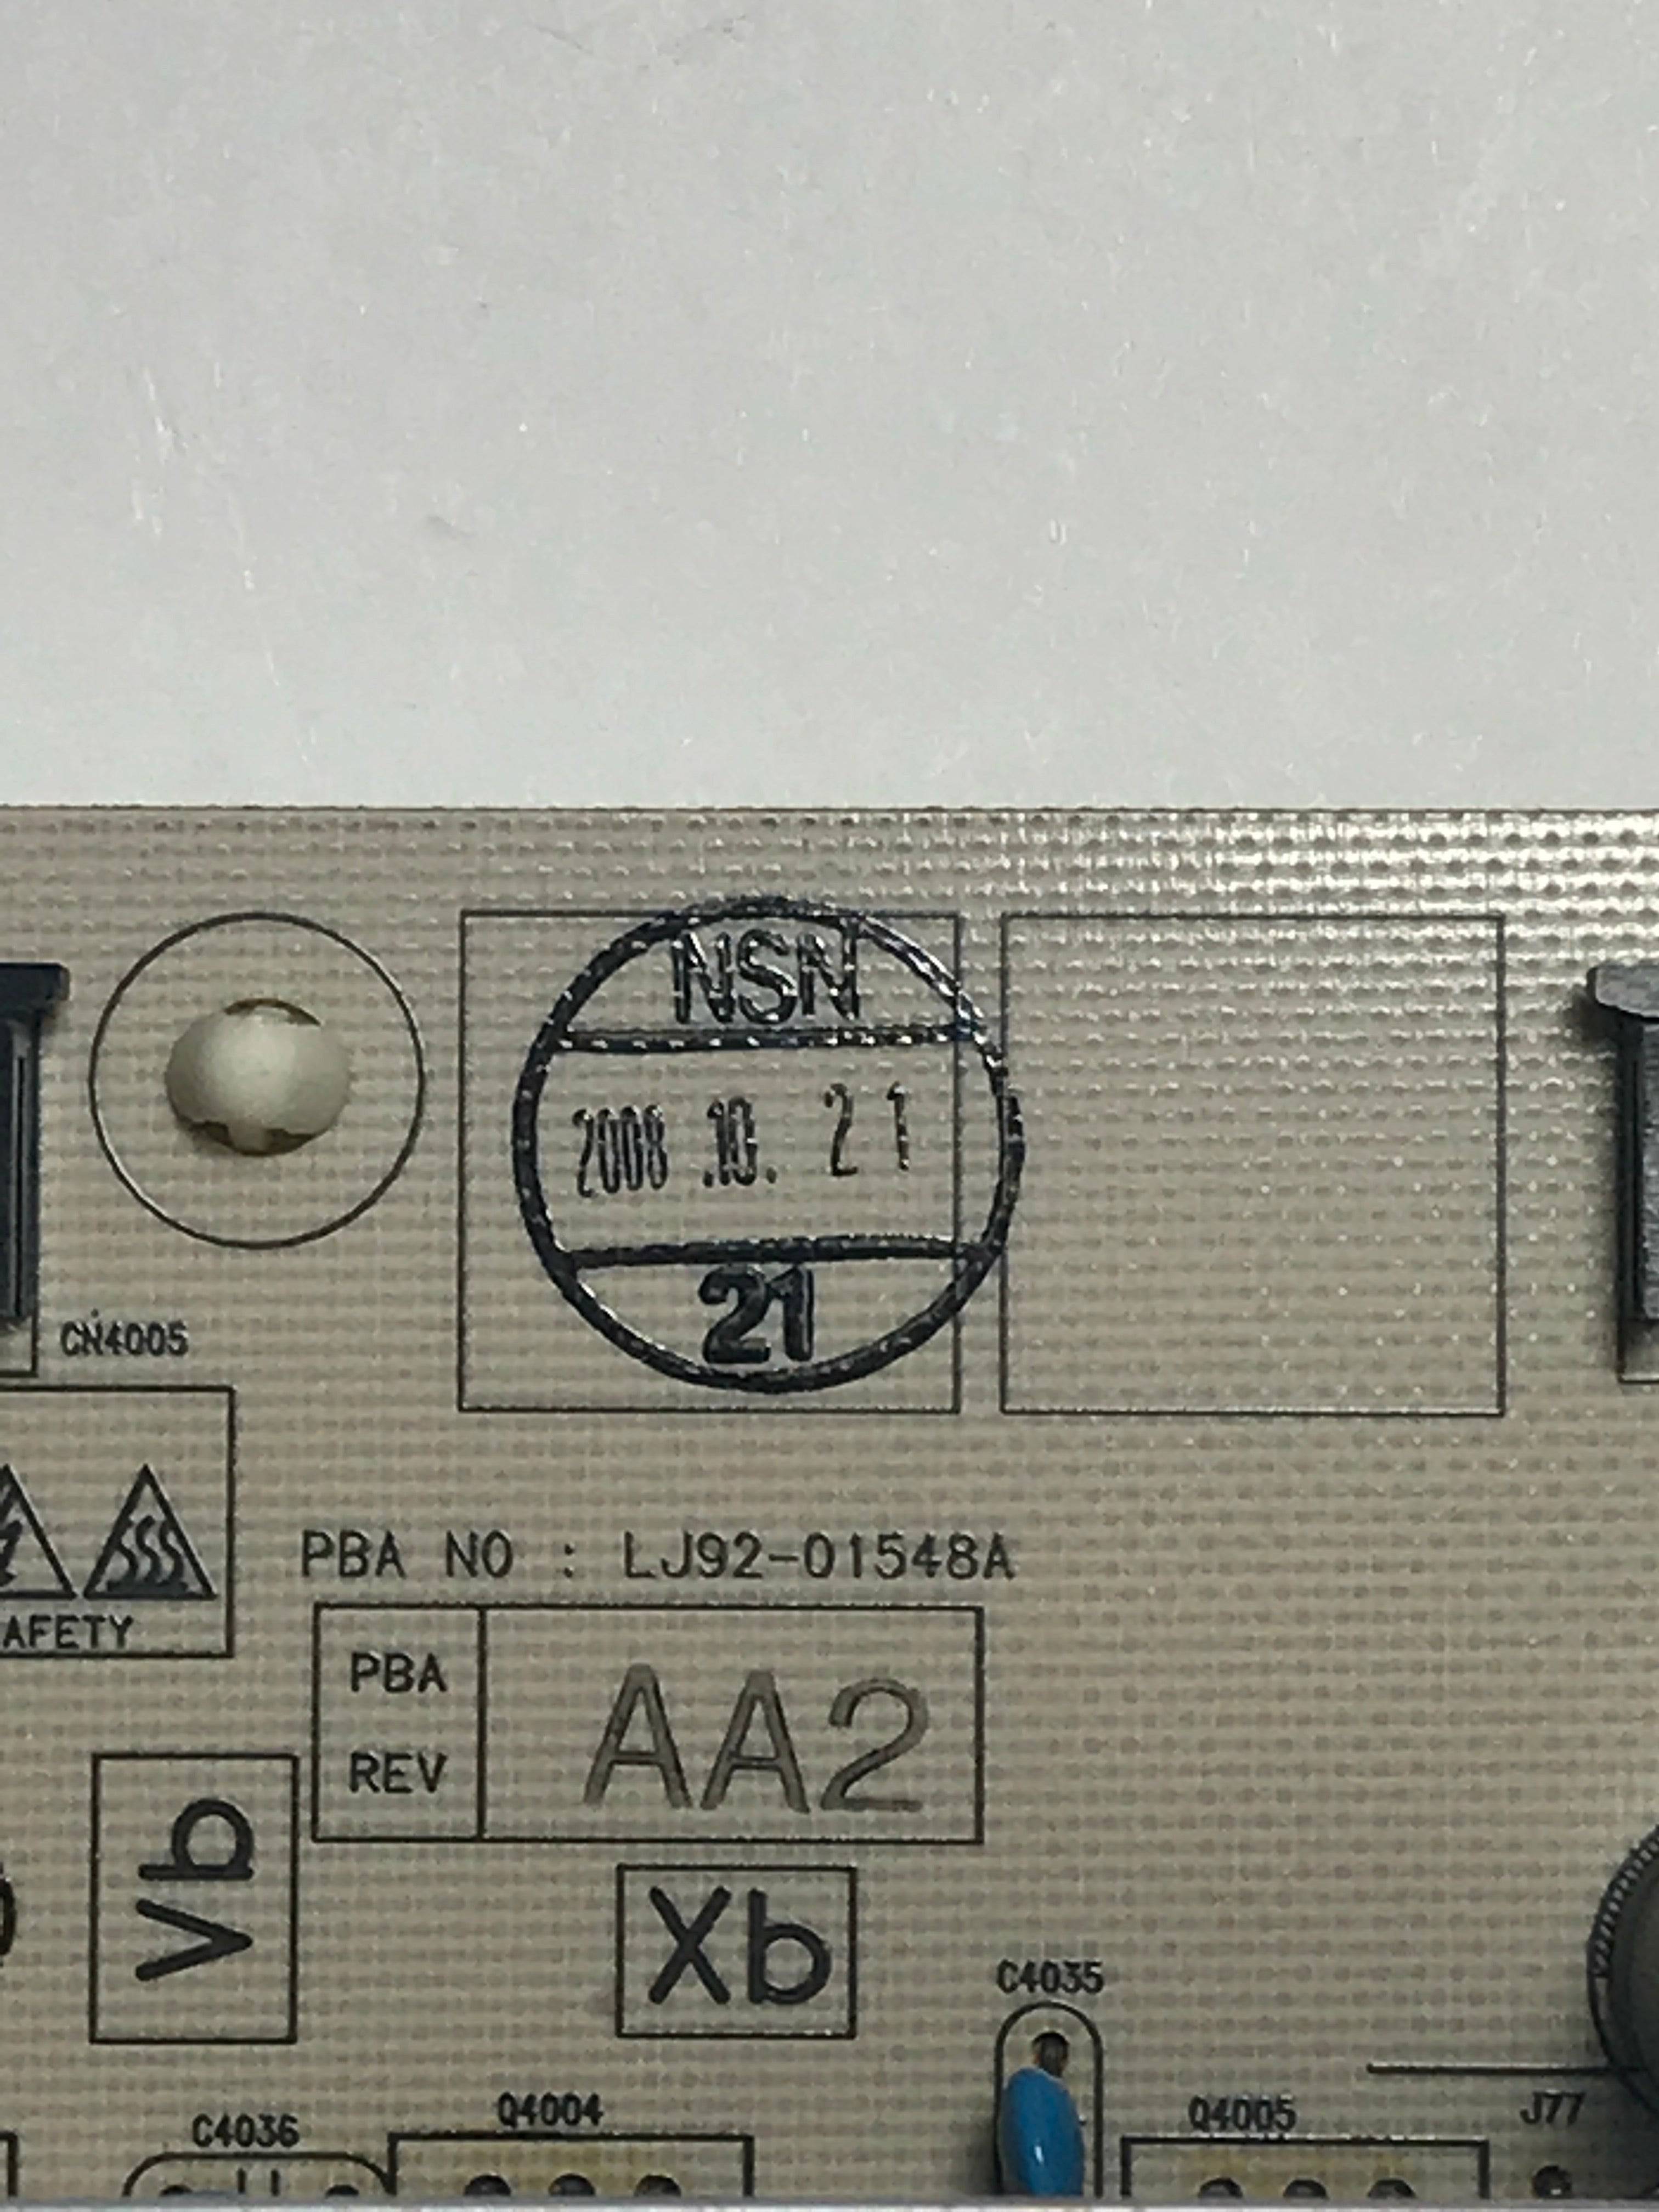 NSN
2008 .10. 21
21
CN4005
AFETY
PBA NO : LJ92-01548A
PBA
REV
AA2
Vb
Xb
C4035
C4036
Q4004
Q4005
J77